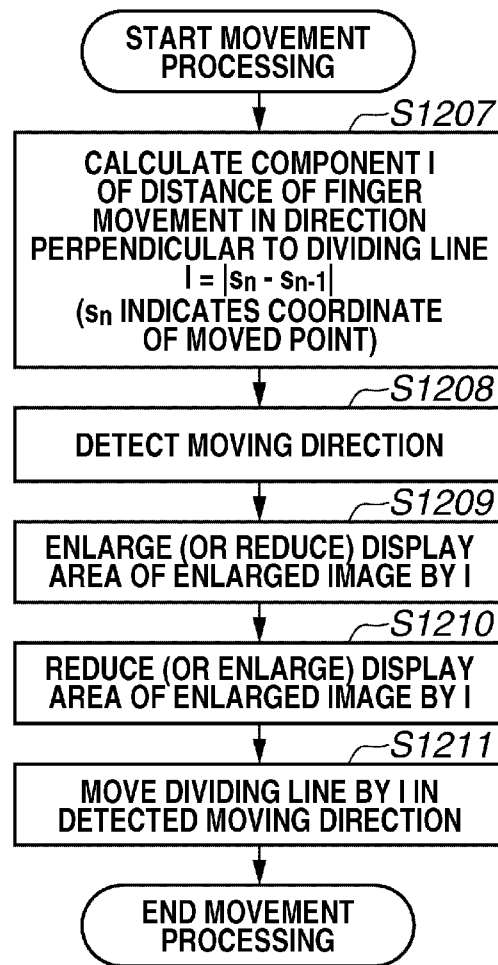 START MOVEMENT
PROCESSING
S1207
CALCULATE COMPONENT l
OF DISTANCE OF FINGER
MOVEMENT IN DIRECTION
PERPENDICULAR TO DIVIDING LINE
l = |sₙ - sₙ₋₁|
(sₙ INDICATES COORDINATE
OF MOVED POINT)
S1208
DETECT MOVING DIRECTION
S1209
ENLARGE (OR REDUCE) DISPLAY
AREA OF ENLARGED IMAGE BY l
S1210
REDUCE (OR ENLARGE) DISPLAY
AREA OF ENLARGED IMAGE BY l
S1211
MOVE DIVIDING LINE BY l IN
DETECTED MOVING DIRECTION
END MOVEMENT
PROCESSING